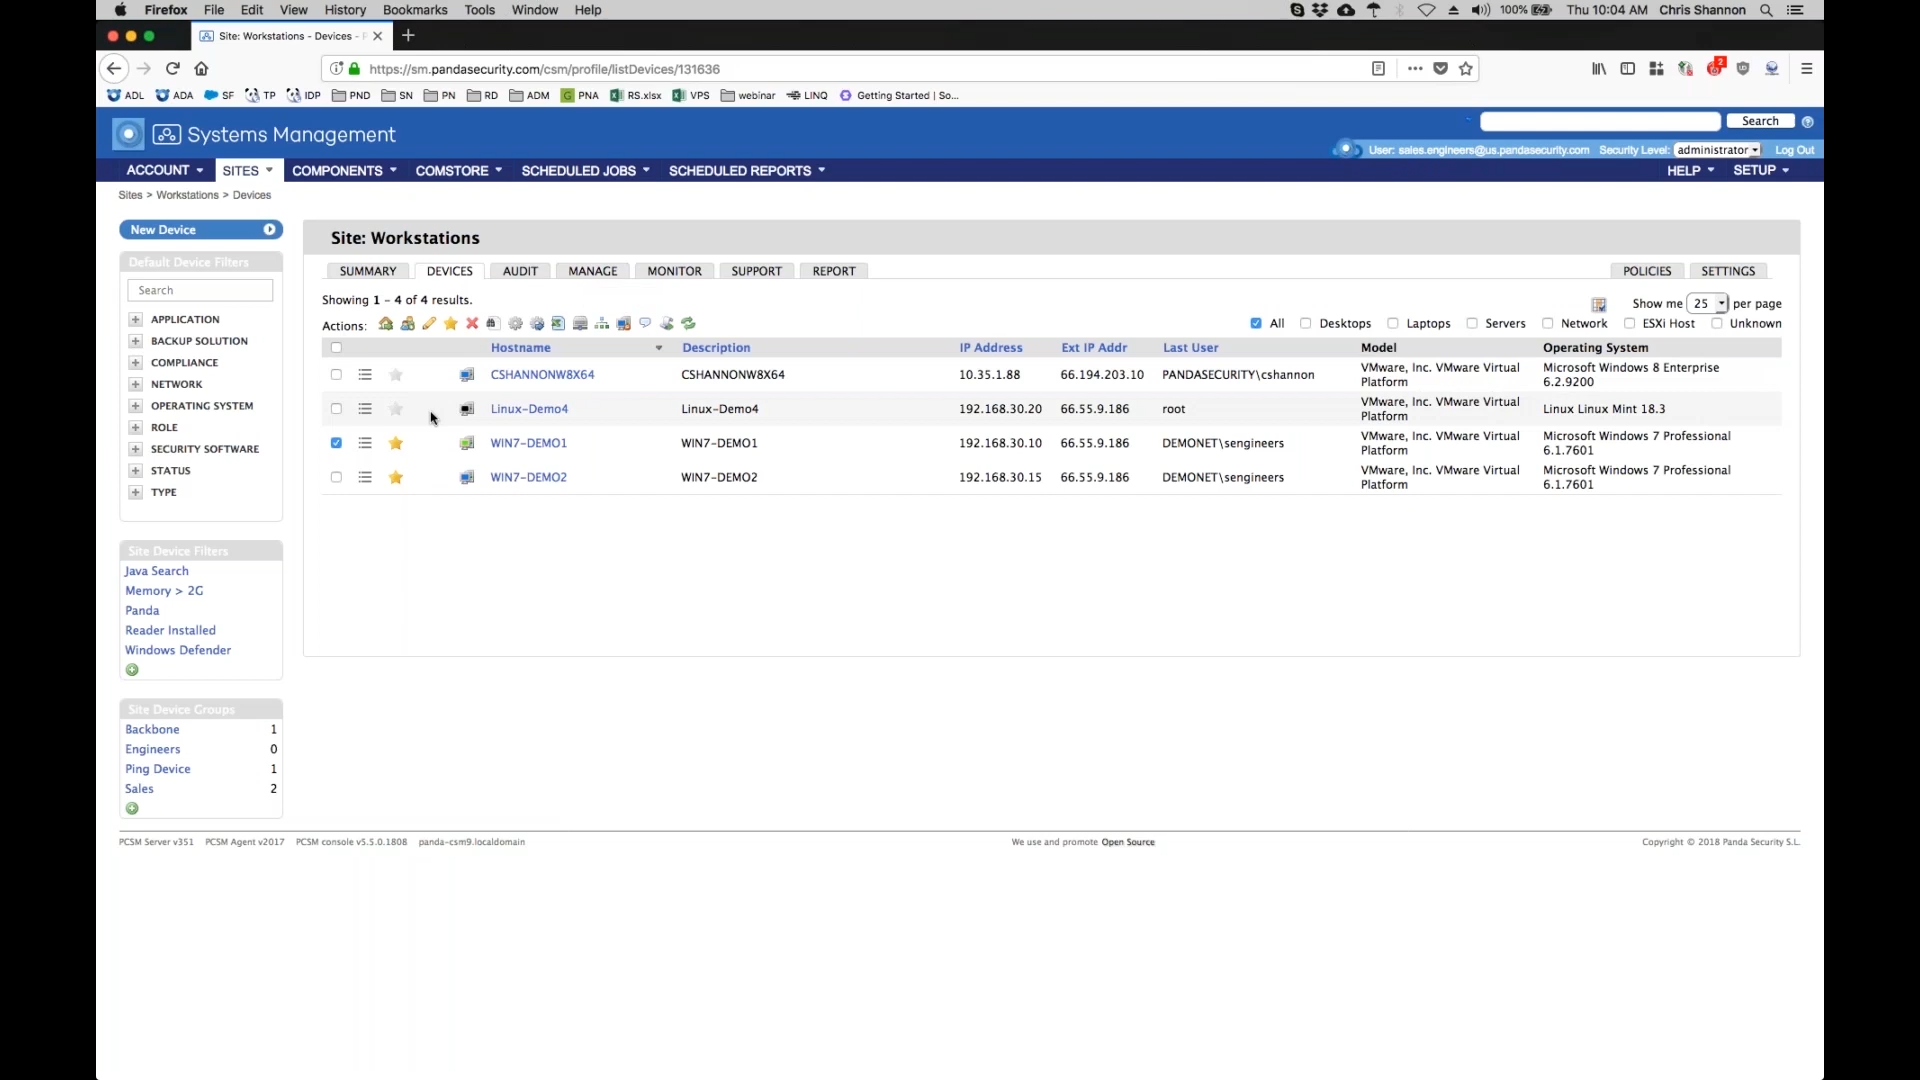 Firefox File Edit View History Bookmarks Tools Window Help 100% Thu 10:04 AM Chris Shannon
Site: Workstations - Devices -
https://sm.pandasecurity.com/csm/profile/listDevices/131636
2
ADL ADA SF TP IDP PND SN PN RD ADM PNA RS.xlsx VPS webinar LINQ Getting Started | So...
Systems Management
Search
User: sales.engineers@us.pandasecurity.com Security Level: administrator Log Out
ACCOUNT SITES COMPONENTS COMSTORE SCHEDULED JOBS SCHEDULED REPORTS HELP SETUP
Sites > Workstations > Devices
New Device
Default Device Filters
Search
APPLICATION
BACKUP SOLUTION
COMPLIANCE
NETWORK
OPERATING SYSTEM
ROLE
SECURITY SOFTWARE
STATUS
TYPE
Site Device Filters
Java Search
Memory > 2G
Panda
Reader Installed
Windows Defender
Site Device Groups
Backbone 1
Engineers 0
Ping Device 1
Sales 2
Site: Workstations
SUMMARY DEVICES AUDIT MANAGE MONITOR SUPPORT REPORT POLICIES SETTINGS
Showing 1 - 4 of 4 results.
Show me 25 per page
Actions:
All Desktops Laptops Servers Network ESXi Host Unknown
Hostname Description IP Address Ext IP Addr Last User Model Operating System
CSHANNONW8X64 CSHANNONW8X64 10.35.1.88 66.194.203.10 PANDASECURITY\cshannon VMware, Inc. VMware Virtual Platform Microsoft Windows 8 Enterprise 6.2.9200
Linux-Demo4 Linux-Demo4 192.168.30.20 66.55.9.186 root VMware, Inc. VMware Virtual Platform Linux Linux Mint 18.3
WIN7-DEMO1 WIN7-DEMO1 192.168.30.10 66.55.9.186 DEMONET\sengineers VMware, Inc. VMware Virtual Platform Microsoft Windows 7 Professional 6.1.7601
WIN7-DEMO2 WIN7-DEMO2 192.168.30.15 66.55.9.186 DEMONET\sengineers VMware, Inc. VMware Virtual Platform Microsoft Windows 7 Professional 6.1.7601
PCSM Server v351 PCSM Agent v2017 PCSM console v5.5.0.1808 panda-csm9.localdomain
We use and promote Open Source
Copyright © 2018 Panda Security S.L.